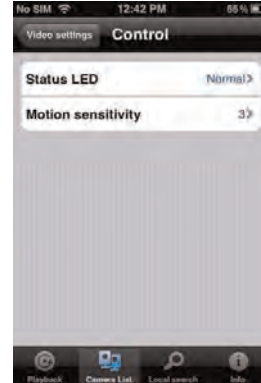 No SIM 12:42 PM 66%
Video settings Control
Status LED Normal
Motion sensitivity 3
Playback Camera List Local search Info